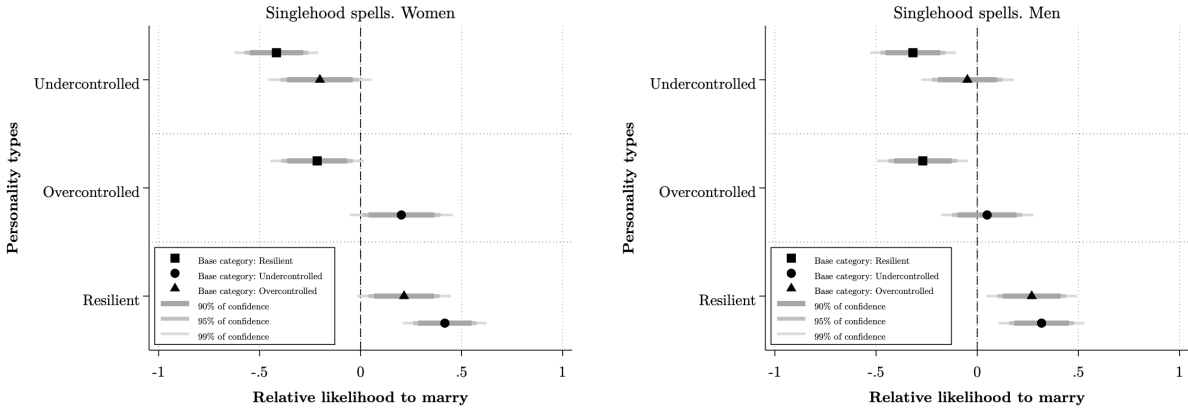 Singlehood spells. Women
Personality types
Undercontrolled
Overcontrolled
Resilient
Base category: Resilient
Base category: Undercontrolled
Base category: Overcontrolled
90% of confidence
95% of confidence
99% of confidence
-1 -.5 0 .5 1
Relative likelihood to marry
Singlehood spells. Men
Personality types
Undercontrolled
Overcontrolled
Resilient
Base category: Resilient
Base category: Undercontrolled
Base category: Overcontrolled
90% of confidence
95% of confidence
99% of confidence
-1 -.5 0 .5 1
Relative likelihood to marry